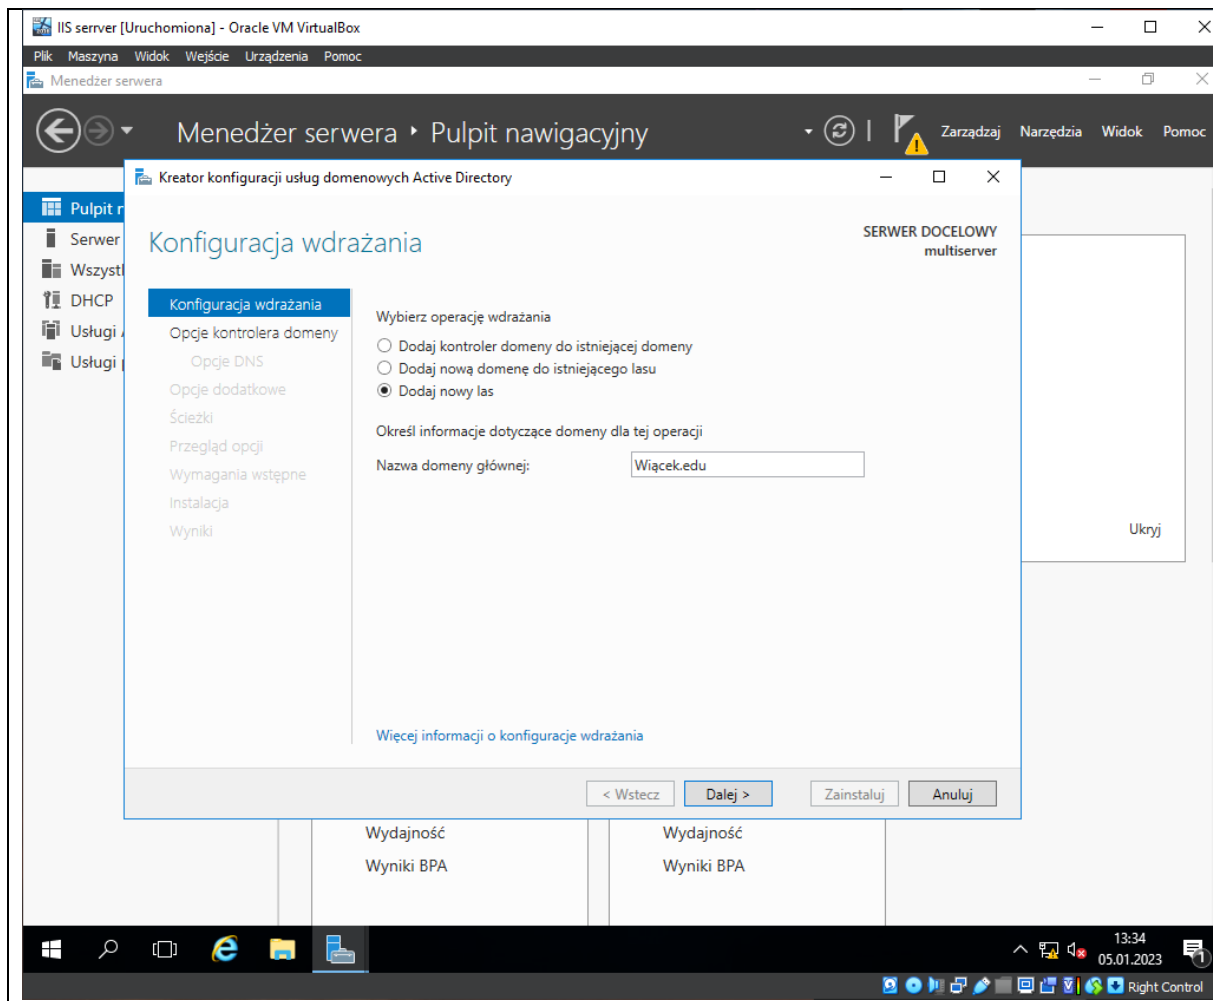 IIS serrver [Uruchomiona] - Oracle VM VirtualBox
Plik Maszyna Widok Wejście Urządzenia Pomoc
Menedżer serwera
Menedżer serwera Pulpit nawigacyjny
Zarządzaj Narzędzia Widok Pomoc
Kreator konfiguracji usług domenowych Active Directory
Pulpit n
Serwer
Wszystl
DHCP
Usługi
Usługi
Konfiguracja wdrażania
SERWER DOCELOWY
multiserver
Konfiguracja wdrażania
Opcje kontrolera domeny
Opcje DNS
Opcje dodatkowe
Ścieżki
Przegląd opcji
Wymagania wstępne
Instalacja
Wyniki
Wybierz operację wdrażania
Dodaj kontroler domeny do istniejącej domeny
Dodaj nową domenę do istniejącego lasu
Dodaj nowy las
Określ informacje dotyczące domeny dla tej operacji
Nazwa domeny głównej: Wiącek.edu
Więcej informacji o konfiguracje wdrażania
< Wstecz Dalej > Zainstaluj Anuluj
Ukryj
Wydajność Wydajność
Wyniki BPA Wyniki BPA
13:34
05.01.2023
1
Right Control